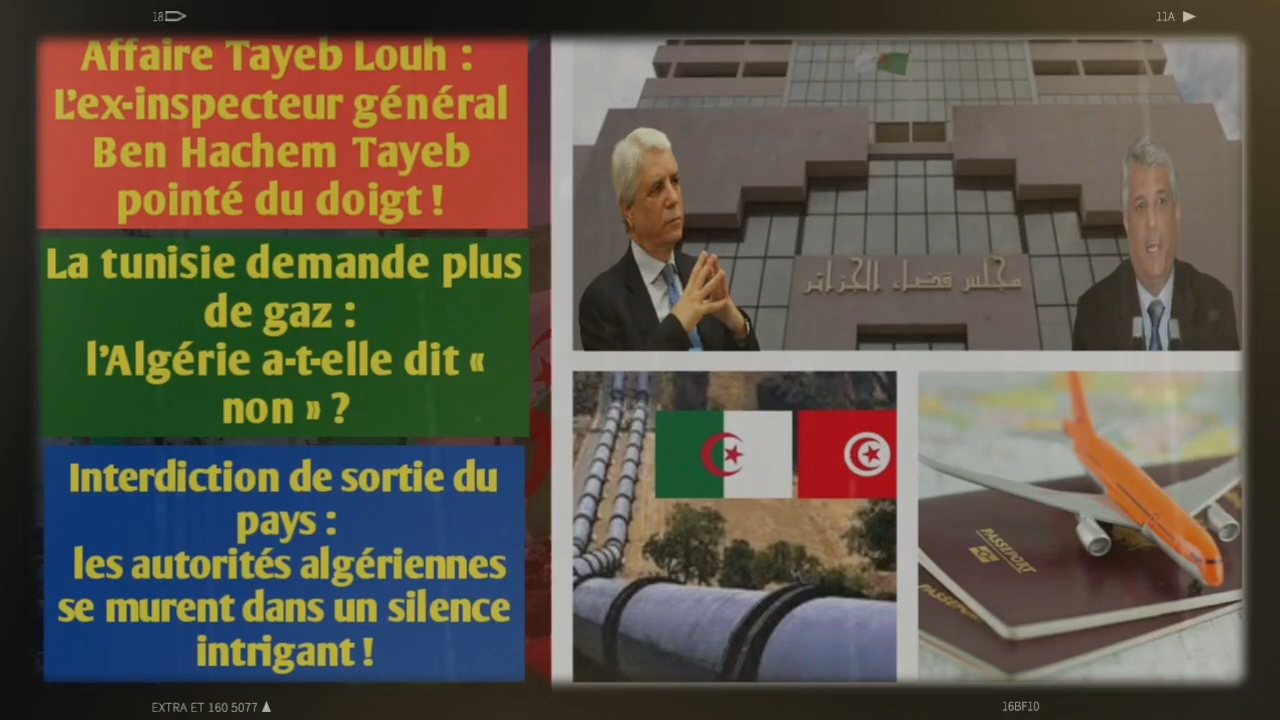 18
11A
Affaire Tayeb Louh :
L'ex-inspecteur général
Ben Hachem Tayeb
pointé du doigt !
La tunisie demande plus
de gaz :
l'Algérie a-t-elle dit «
non » ?
Interdiction de sortie du
pays :
les autorités algériennes
se murent dans un silence
intrigant !
مجلس قضاء الجزائر
PASSEPORT
EXTRA ET 160 5077
16BF10